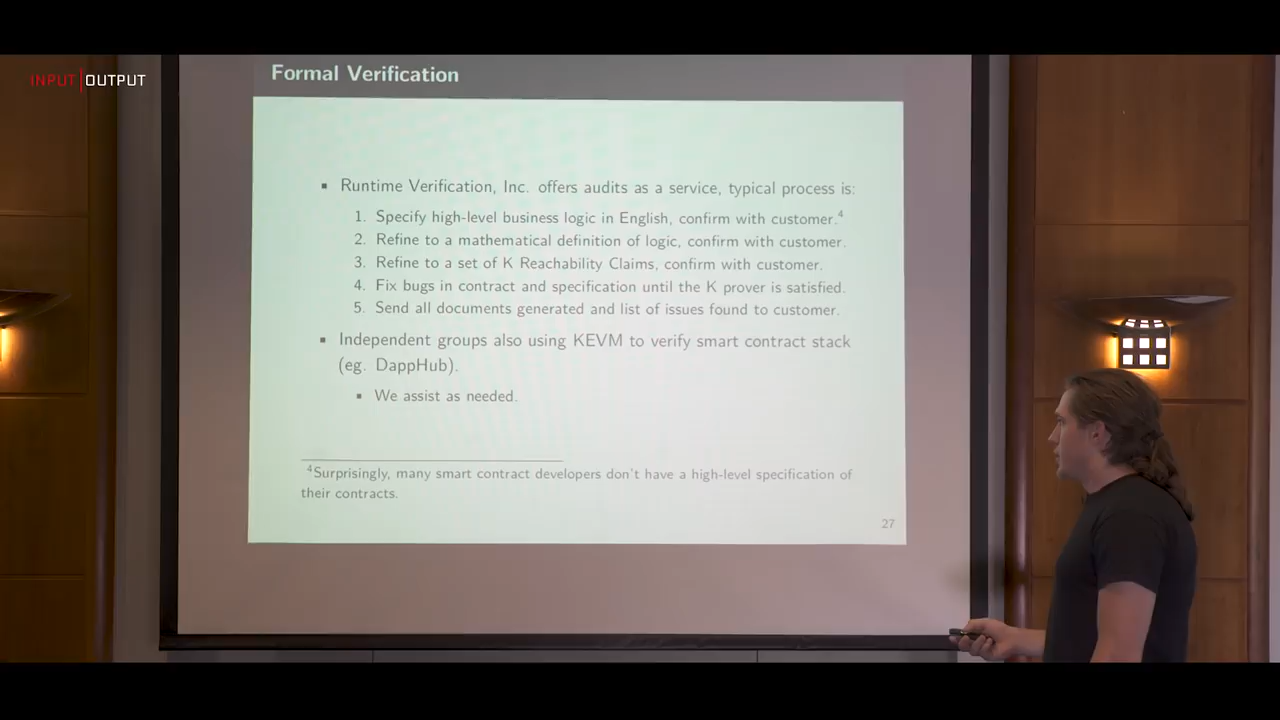 INPUT|OUTPUT
Formal Verification
▪ Runtime Verification, Inc. offers audits as a service, typical process is:
1. Specify high-level business logic in English, confirm with customer.⁴
2. Refine to a mathematical definition of logic, confirm with customer.
3. Refine to a set of K Reachability Claims, confirm with customer.
4. Fix bugs in contract and specification until the K prover is satisfied.
5. Send all documents generated and list of issues found to customer.
▪ Independent groups also using KEVM to verify smart contract stack
(eg. DappHub).
▪ We assist as needed.
⁴Surprisingly, many smart contract developers don't have a high-level specification of
their contracts.
27